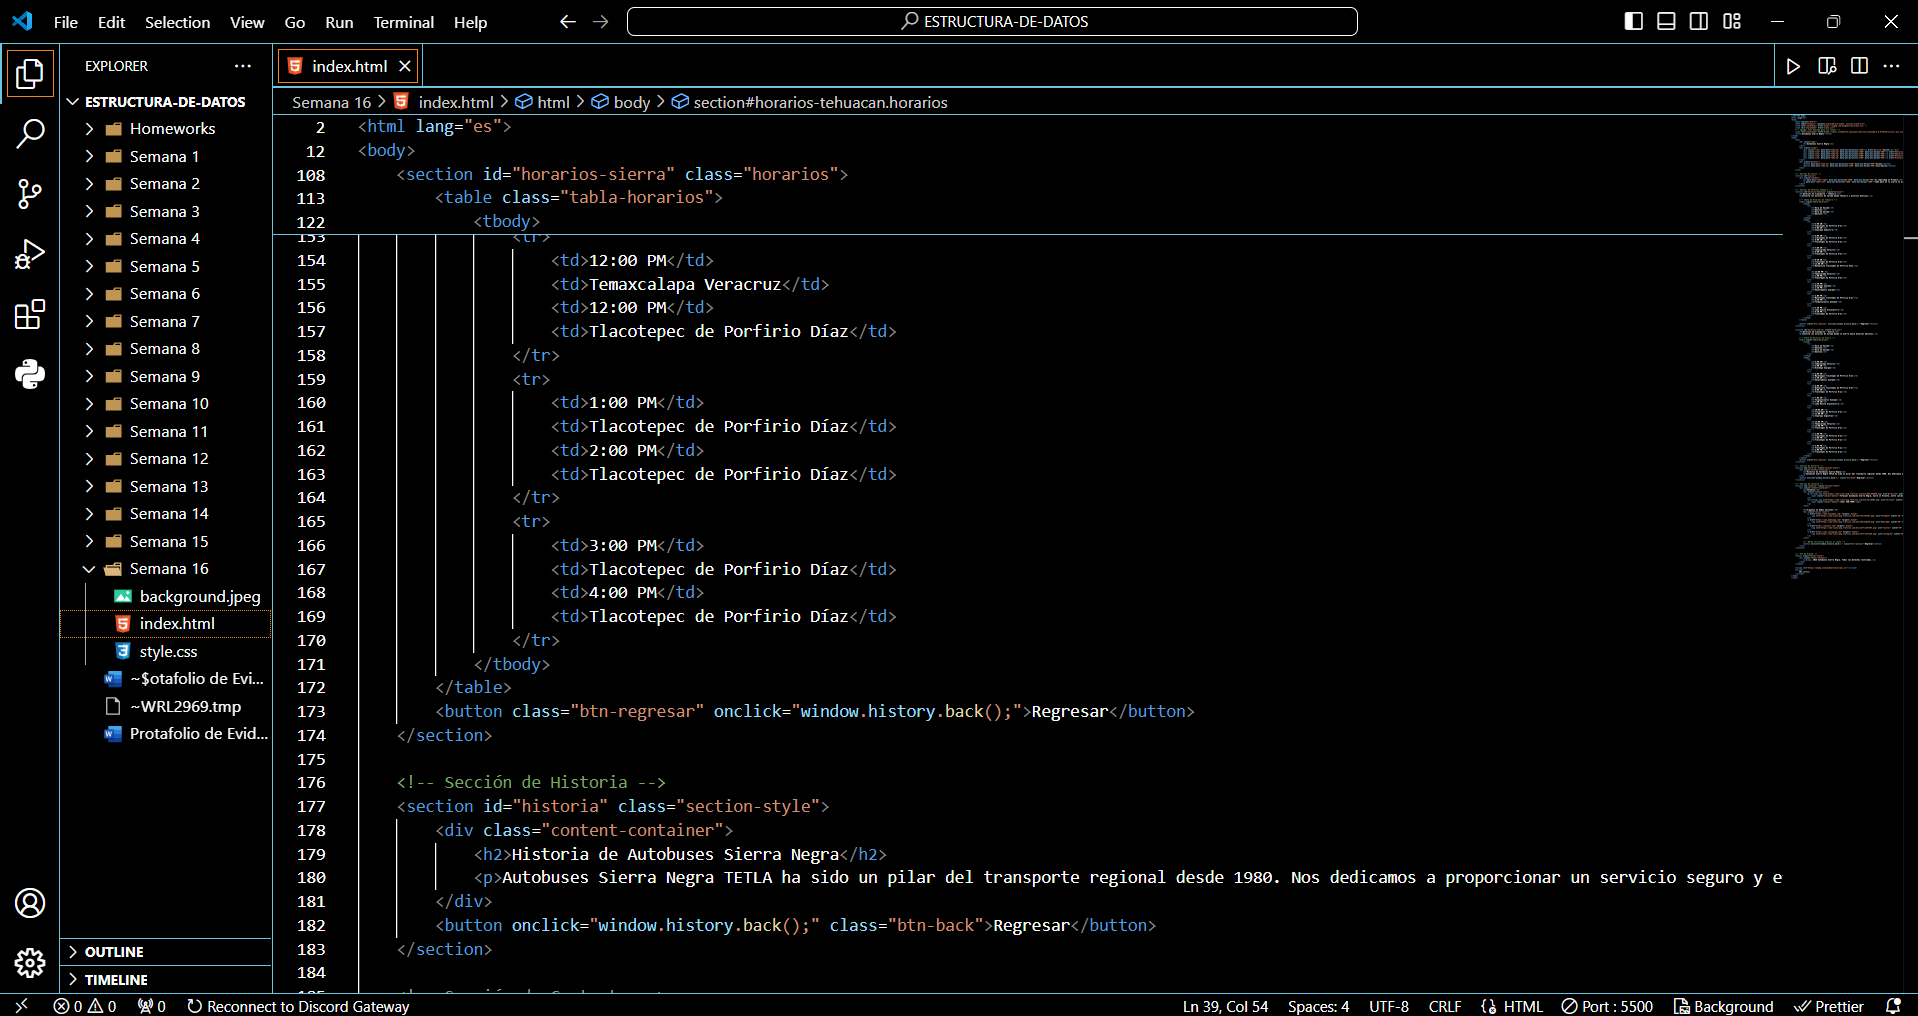 File Edit Selection View Go Run Terminal Help
ESTRUCTURA-DE-DATOS
EXPLORER
ESTRUCTURA-DE-DATOS
Homeworks
Semana 1
Semana 2
Semana 3
Semana 4
Semana 5
Semana 6
Semana 7
Semana 8
Semana 9
Semana 10
Semana 11
Semana 12
Semana 13
Semana 14
Semana 15
Semana 16
background.jpeg
index.html
style.css
~$otafolio de Evi...
~WRL2969.tmp
Protafolio de Evid...
OUTLINE
TIMELINE
index.html
Semana 16 > index.html > html > body > section#horarios-tehuacan.horarios
2 <html lang="es">
12 <body>
108 <section id="horarios-sierra" class="horarios">
113 <table class="tabla-horarios">
122 <tbody>
153 <tr>
154 <td>12:00 PM</td>
155 <td>Temaxcalapa Veracruz</td>
156 <td>12:00 PM</td>
157 <td>Tlacotepec de Porfirio Díaz</td>
158 </tr>
159 <tr>
160 <td>1:00 PM</td>
161 <td>Tlacotepec de Porfirio Díaz</td>
162 <td>2:00 PM</td>
163 <td>Tlacotepec de Porfirio Díaz</td>
164 </tr>
165 <tr>
166 <td>3:00 PM</td>
167 <td>Tlacotepec de Porfirio Díaz</td>
168 <td>4:00 PM</td>
169 <td>Tlacotepec de Porfirio Díaz</td>
170 </tr>
171 </tbody>
172 </table>
173 <button class="btn-regresar" onclick="window.history.back();">Regresar</button>
174 </section>
175
176 <!-- Sección de Historia -->
177 <section id="historia" class="section-style">
178 <div class="content-container">
179 <h2>Historia de Autobuses Sierra Negra</h2>
180 <p>Autobuses Sierra Negra TETLA ha sido un pilar del transporte regional desde 1980. Nos dedicamos a proporcionar un servicio seguro y e
181 </div>
182 <button onclick="window.history.back();" class="btn-back">Regresar</button>
183 </section>
184
0 0 0 Reconnect to Discord Gateway
Ln 39, Col 54 Spaces: 4 UTF-8 CRLF HTML Port : 5500 Background Prettier